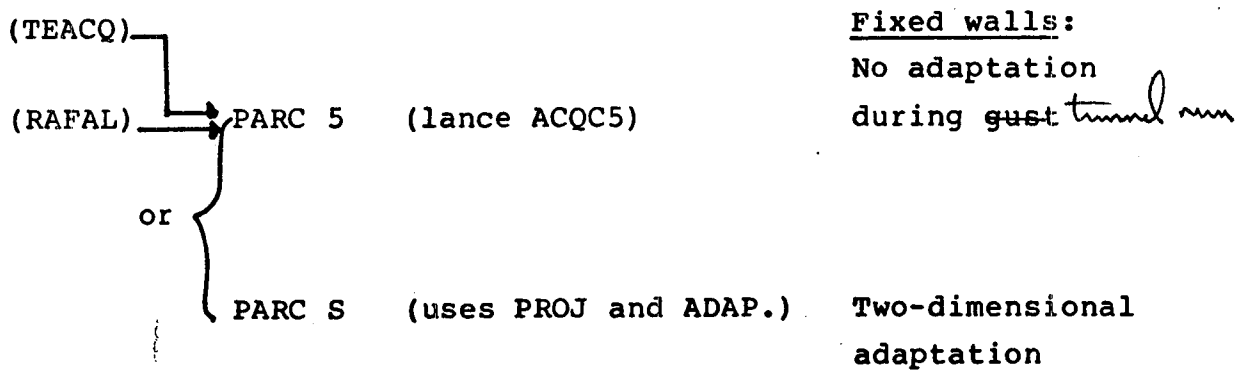 (TEACQ)
Fixed walls:
No adaptation
(RAFAL) PARC 5 (lance ACQC5) during gust tunnel run
or
PARC S (uses PROJ and ADAP.) Two-dimensional
adaptation